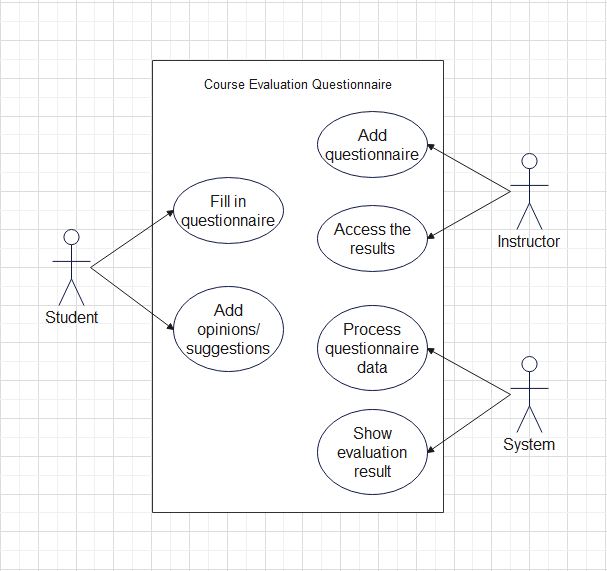 Course Evaluation Questionnaire
Add
questionnaire
Fill in
questionnaire
Access the
results
Instructor
Student
Add
opinions/
suggestions
Process
questionnaire
data
System
Show
evaluation
result